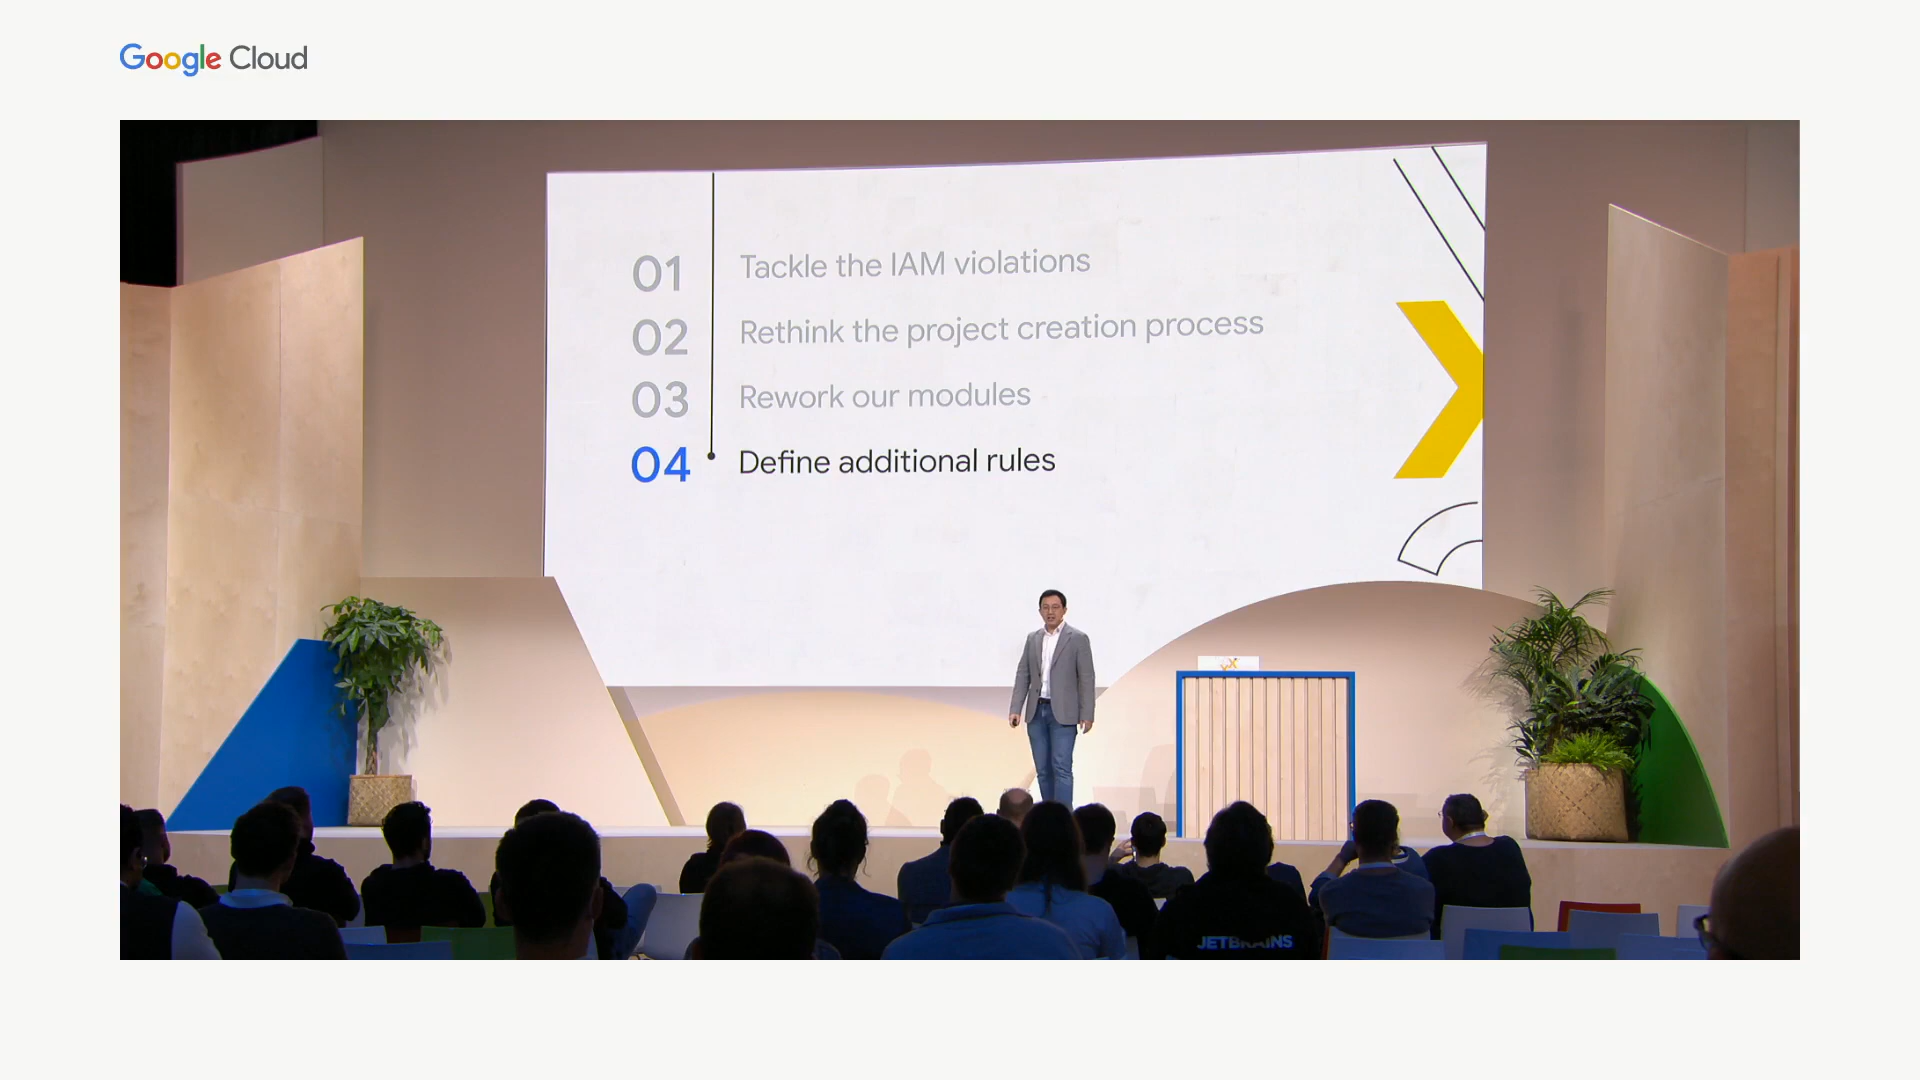 Google Cloud
01 Tackle the IAM violations
02 Rethink the project creation process
03 Rework our modules
04 Define additional rules
JETBRAINS